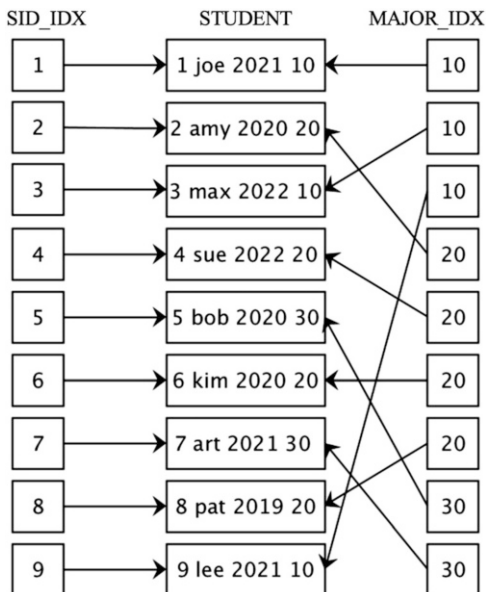 SID_IDX STUDENT MAJOR_IDX
1 1 joe 2021 10 10
2 2 amy 2020 20 10
3 3 max 2022 10 10
4 4 sue 2022 20 20
5 5 bob 2020 30 20
6 6 kim 2020 20 20
7 7 art 2021 30 20
8 8 pat 2019 20 30
9 9 lee 2021 10 30